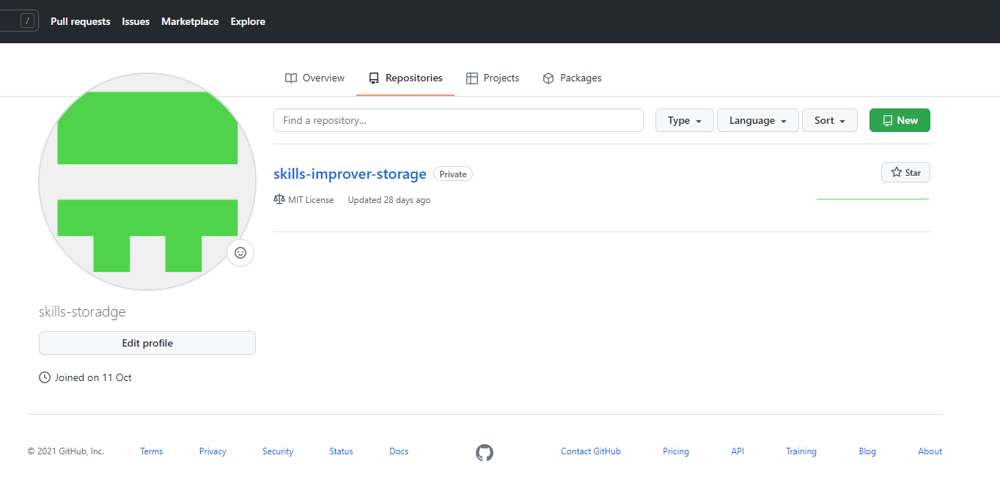 / Pull requests Issues Marketplace Explore
Overview Repositories Projects Packages
Find a repository... Type Language Sort New
skills-improver-storage Private Star
MIT License Updated 28 days ago
skills-storadge
Edit profile
Joined on 11 Oct
© 2021 GitHub, Inc. Terms Privacy Security Status Docs Contact GitHub Pricing API Training Blog About